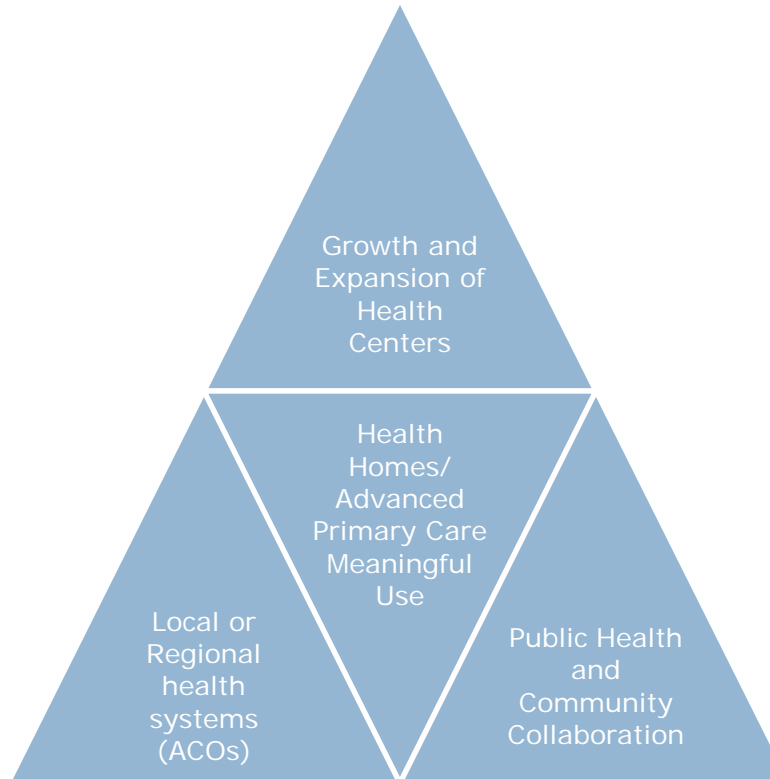 Growth and
Expansion of
Health
Centers
Health
Homes/
Advanced
Primary Care
Meaningful
Use
Local or
Regional
health
systems
(ACOs)
Public Health
and
Community
Collaboration